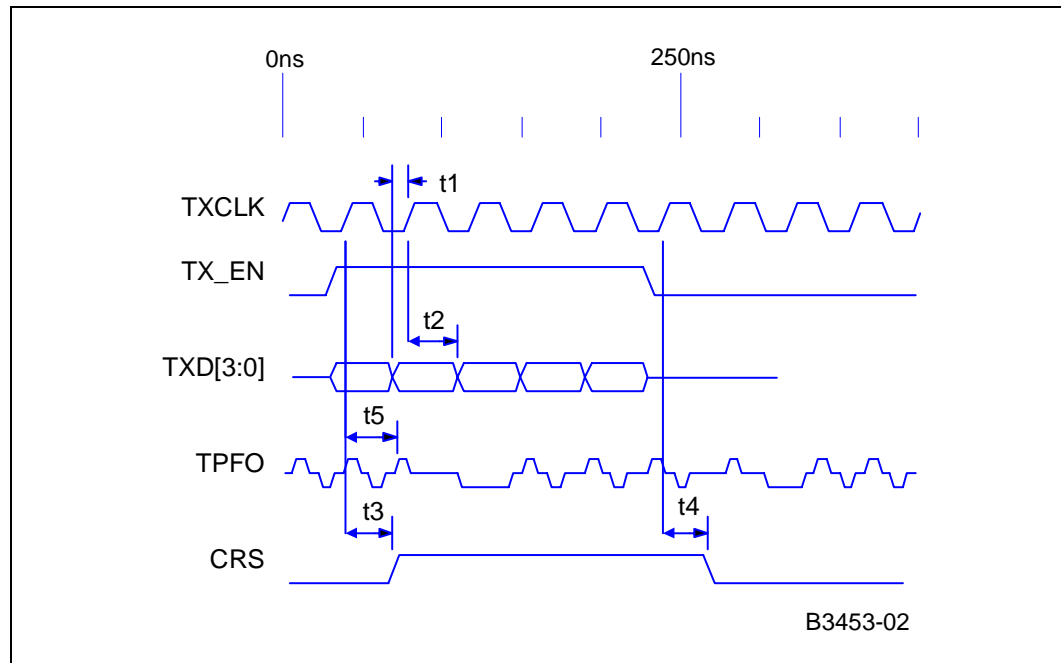 0ns 250ns
t1
TXCLK
TX_EN
t2
TXD[3:0]
t5
TPFO
t3 t4
CRS
B3453-02